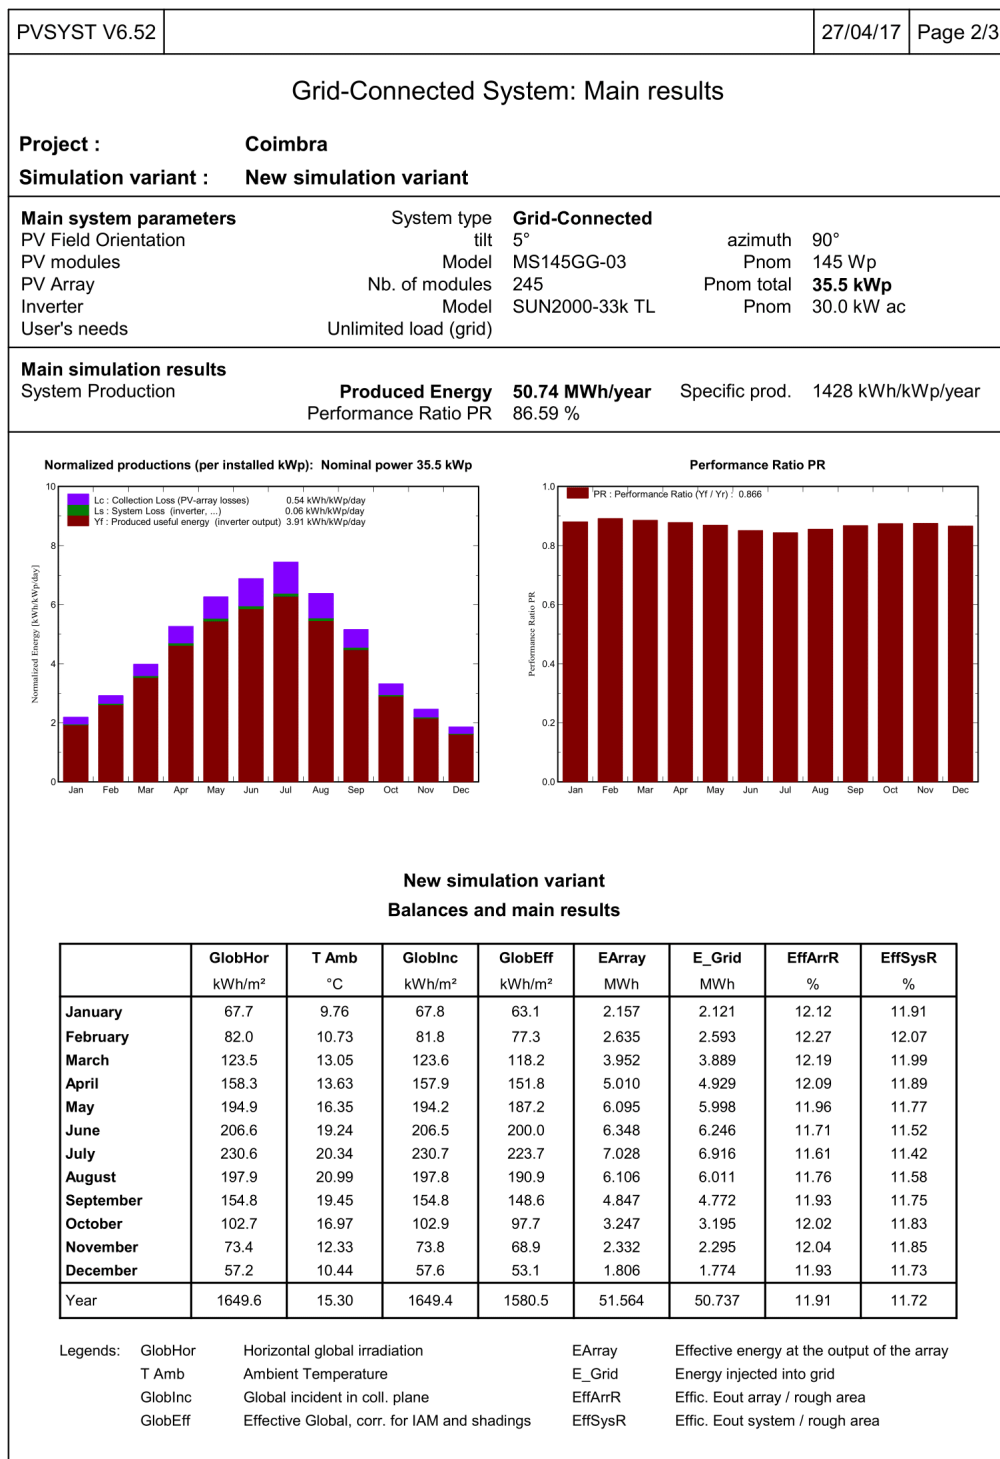 PVSYST V6.52 27/04/17 Page 2/3
Grid-Connected System: Main results
Project : Coimbra
Simulation variant : New simulation variant
Main system parameters System type Grid-Connected
PV Field Orientation tilt 5° azimuth 90°
PV modules Model MS145GG-03 Pnom 145 Wp
PV Array Nb. of modules 245 Pnom total 35.5 kWp
Inverter Model SUN2000-33k TL Pnom 30.0 kW ac
User's needs Unlimited load (grid)
Main simulation results
System Production Produced Energy 50.74 MWh/year Specific prod. 1428 kWh/kWp/year
Performance Ratio PR 86.59 %
Normalized productions (per installed kWp): Nominal power 35.5 kWp
Lc : Collection Loss (PV-array losses) 0.54 kWh/kWp/day
Ls : System Loss (inverter, ...) 0.06 kWh/kWp/day
Yf : Produced useful energy (inverter output) 3.91 kWh/kWp/day
Normalized Energy [kWh/kWp/day]
10
8
6
4
2
0
Jan Feb Mar Apr May Jun Jul Aug Sep Oct Nov Dec
Performance Ratio PR
PR : Performance Ratio (Yf / Yr) : 0.866
Performance Ratio PR
1.0
0.8
0.6
0.4
0.2
0.0
Jan Feb Mar Apr May Jun Jul Aug Sep Oct Nov Dec
New simulation variant
Balances and main results
GlobHor T Amb GlobInc GlobEff EArray E_Grid EffArrR EffSysR
kWh/m² °C kWh/m² kWh/m² MWh MWh % %
January 67.7 9.76 67.8 63.1 2.157 2.121 12.12 11.91
February 82.0 10.73 81.8 77.3 2.635 2.593 12.27 12.07
March 123.5 13.05 123.6 118.2 3.952 3.889 12.19 11.99
April 158.3 13.63 157.9 151.8 5.010 4.929 12.09 11.89
May 194.9 16.35 194.2 187.2 6.095 5.998 11.96 11.77
June 206.6 19.24 206.5 200.0 6.348 6.246 11.71 11.52
July 230.6 20.34 230.7 223.7 7.028 6.916 11.61 11.42
August 197.9 20.99 197.8 190.9 6.106 6.011 11.76 11.58
September 154.8 19.45 154.8 148.6 4.847 4.772 11.93 11.75
October 102.7 16.97 102.9 97.7 3.247 3.195 12.02 11.83
November 73.4 12.33 73.8 68.9 2.332 2.295 12.04 11.85
December 57.2 10.44 57.6 53.1 1.806 1.774 11.93 11.73
Year 1649.6 15.30 1649.4 1580.5 51.564 50.737 11.91 11.72
Legends: GlobHor Horizontal global irradiation EArray Effective energy at the output of the array
T Amb Ambient Temperature E_Grid Energy injected into grid
GlobInc Global incident in coll. plane EffArrR Effic. Eout array / rough area
GlobEff Effective Global, corr. for IAM and shadings EffSysR Effic. Eout system / rough area